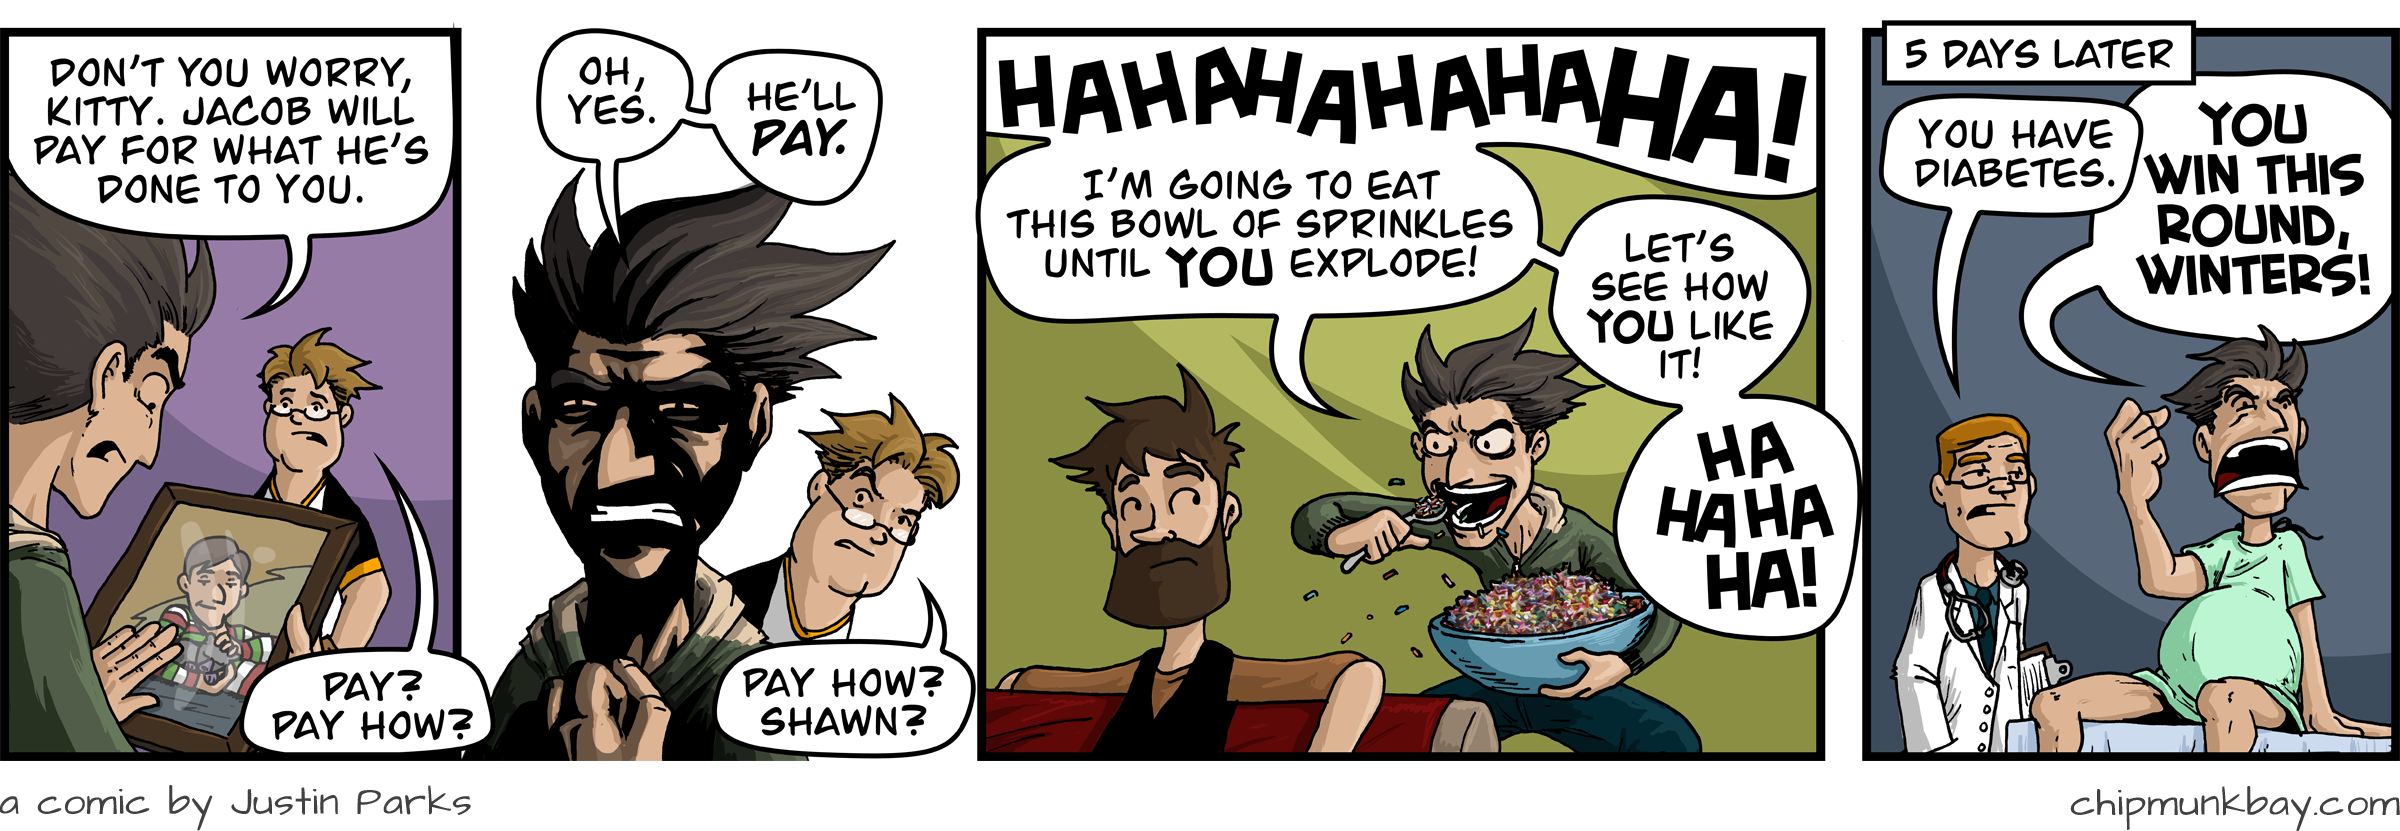 DON'T YOU WORRY,
KITTY. JACOB WILL
PAY FOR WHAT HE'S
DONE TO YOU.
PAY?
PAY HOW?
OH,
YES.
HE'LL
PAY.
PAY HOW?
SHAWN?
HAHAHAHAHAHAHA!
I'M GOING TO EAT
THIS BOWL OF SPRINKLES
UNTIL YOU EXPLODE!
LET'S
SEE HOW
YOU LIKE
IT!
HA
HAHA
HA!
5 DAYS LATER
YOU HAVE
DIABETES.
YOU
WIN THIS
ROUND,
WINTERS!
a comic by Justin Parks
chipmunkbay.com